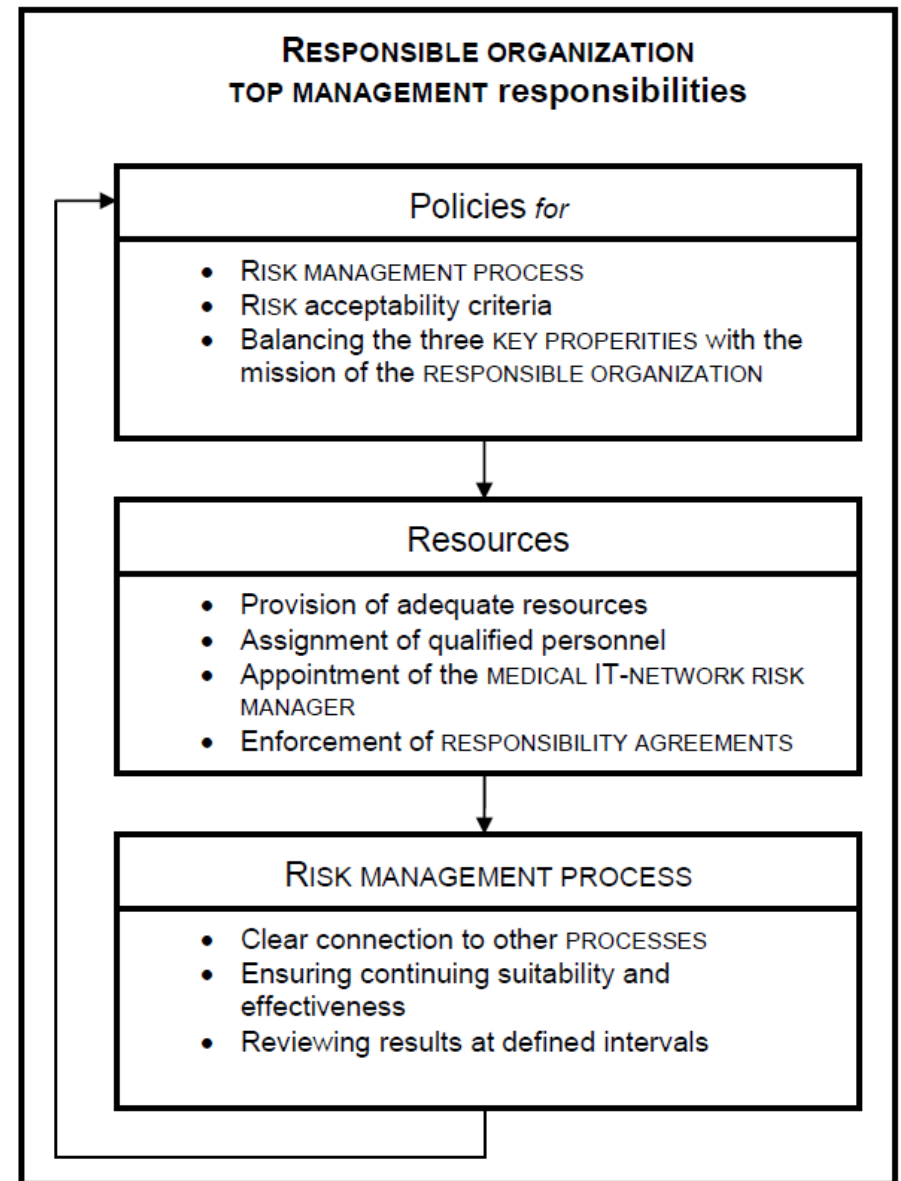 RESPONSIBLE ORGANIZATION
TOP MANAGEMENT responsibilities
Policies for
• RISK MANAGEMENT PROCESS
• RISK acceptability criteria
• Balancing the three KEY PROPERITIES with the
mission of the RESPONSIBLE ORGANIZATION
Resources
• Provision of adequate resources
• Assignment of qualified personnel
• Appointment of the MEDICAL IT-NETWORK RISK
MANAGER
• Enforcement of RESPONSIBILITY AGREEMENTS
RISK MANAGEMENT PROCESS
• Clear connection to other PROCESSES
• Ensuring continuing suitability and
effectiveness
• Reviewing results at defined intervals